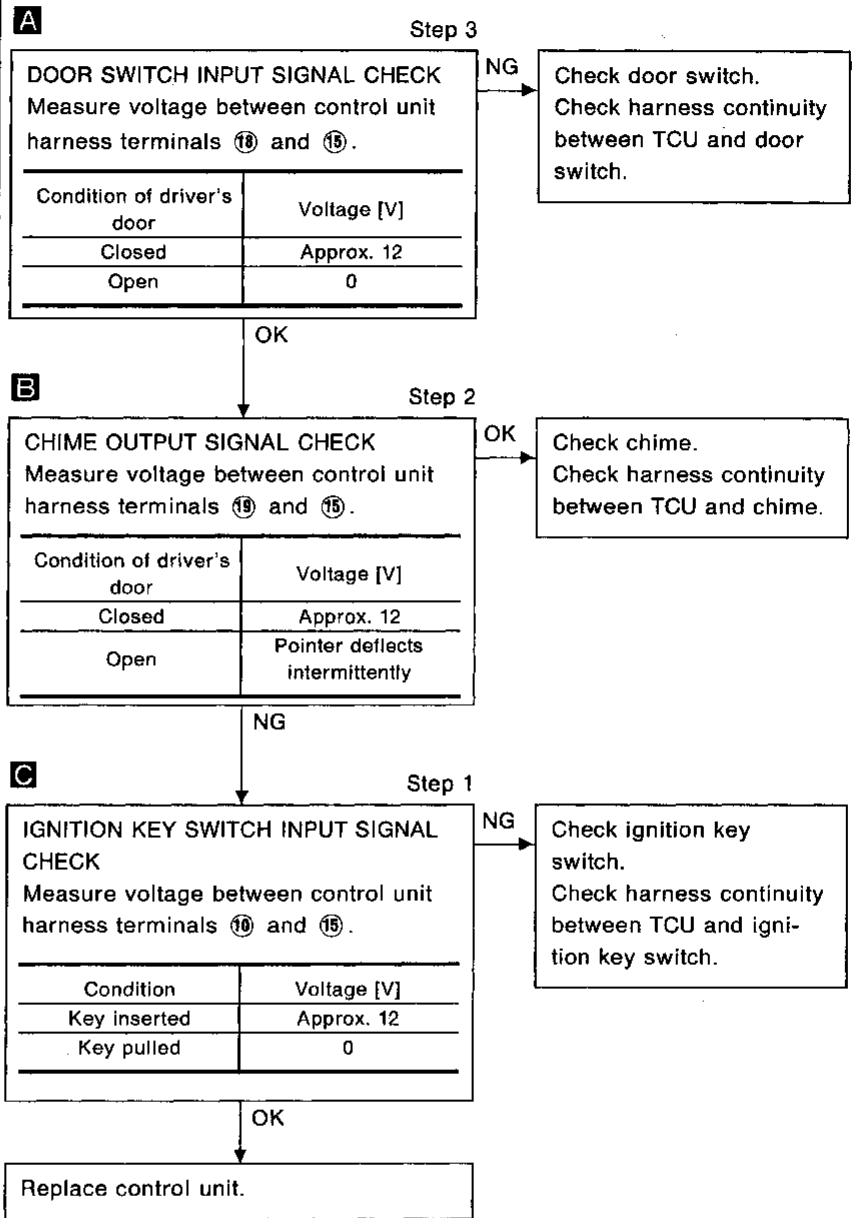 A
Step 3
DOOR SWITCH INPUT SIGNAL CHECK
Measure voltage between control unit
harness terminals ⑱ and ⑮.
Condition of driver's door | Voltage [V]
Closed | Approx. 12
Open | 0
NG
Check door switch.
Check harness continuity
between TCU and door
switch.
OK
B
Step 2
CHIME OUTPUT SIGNAL CHECK
Measure voltage between control unit
harness terminals ⑲ and ⑮.
Condition of driver's door | Voltage [V]
Closed | Approx. 12
Open | Pointer deflects intermittently
OK
Check chime.
Check harness continuity
between TCU and chime.
NG
C
Step 1
IGNITION KEY SWITCH INPUT SIGNAL
CHECK
Measure voltage between control unit
harness terminals ⑩ and ⑮.
Condition | Voltage [V]
Key inserted | Approx. 12
Key pulled | 0
NG
Check ignition key
switch.
Check harness continuity
between TCU and igni-
tion key switch.
OK
Replace control unit.